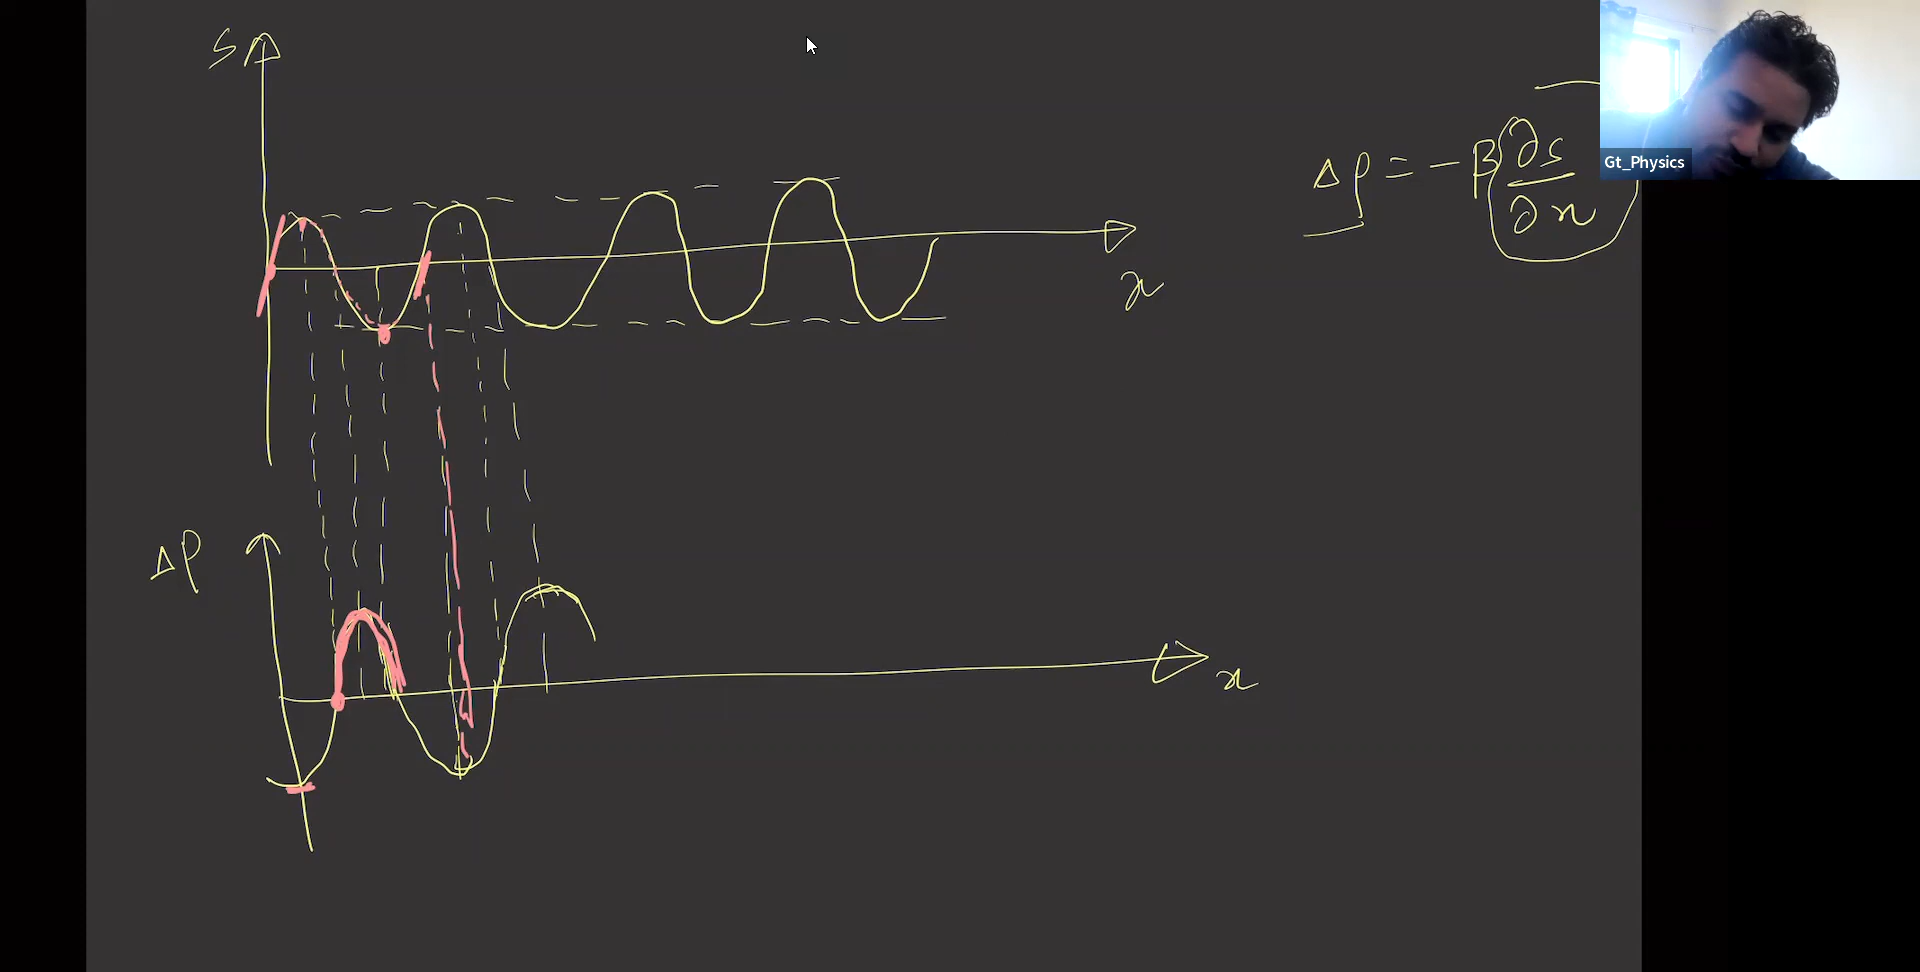 S
x
Δp = -β ∂s/∂x
Gt_Physics
ΔP
x